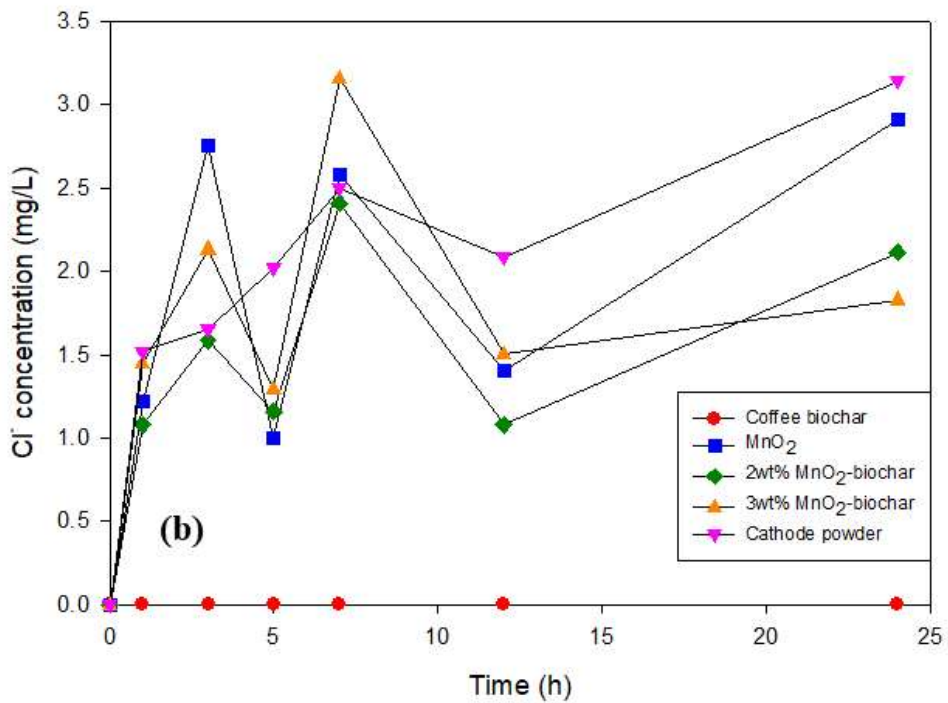 3.5
3.0
2.5
2.0
1.5
1.0
0.5
0.0
Cl⁻ concentration (mg/L)
(b)
Coffee biochar
MnO₂
2wt% MnO₂-biochar
3wt% MnO₂-biochar
Cathode powder
0 5 10 15 20 25
Time (h)